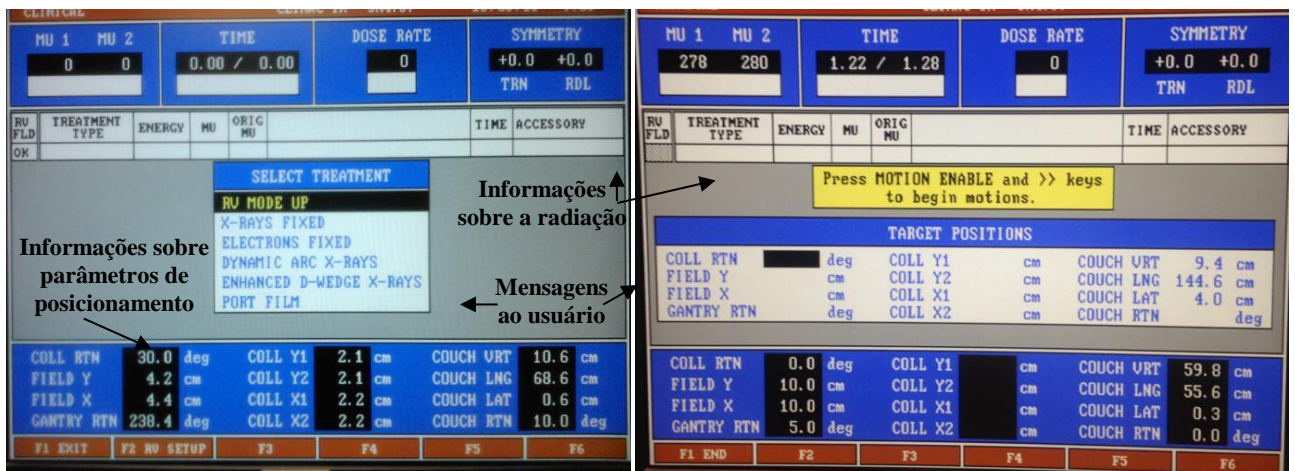 CLINICAL
MU 1 MU 2 TIME DOSE RATE SYMMETRY
0 0 0.00 / 0.00 0 +0.0 +0.0
TRN RDL
RV FLD TREATMENT TYPE ENERGY MU ORIG MU TIME ACCESSORY
OK
SELECT TREATMENT
RV MODE UP
X-RAYS FIXED
ELECTRONS FIXED
DYNAMIC ARC X-RAYS
ENHANCED D-WEDGE X-RAYS
PORT FILM
Informações sobre
parâmetros de
posicionamento
Informações
sobre a radiação
Mensagens
ao usuário
COLL RTN 30.0 deg COLL Y1 2.1 cm COUCH VRT 10.6 cm
FIELD Y 4.2 cm COLL Y2 2.1 cm COUCH LNG 68.6 cm
FIELD X 4.4 cm COLL X1 2.2 cm COUCH LAT 0.6 cm
GANTRY RTN 238.4 deg COLL X2 2.2 cm COUCH RTN 10.0 deg
F1 EXIT F2 RV SETUP F3 F4 F5 F6
MU 1 MU 2 TIME DOSE RATE SYMMETRY
278 280 1.22 / 1.28 0 +0.0 +0.0
TRN RDL
RV FLD TREATMENT TYPE ENERGY MU ORIG MU TIME ACCESSORY
Press MOTION ENABLE and >> keys
to begin motions.
TARGET POSITIONS
COLL RTN deg COLL Y1 cm COUCH VRT 9.4 cm
FIELD Y cm COLL Y2 cm COUCH LNG 144.6 cm
FIELD X cm COLL X1 cm COUCH LAT 4.0 cm
GANTRY RTN COLL X2 cm COUCH RTN deg
COLL RTN 0.0 deg COLL Y1 cm COUCH VRT 59.8 cm
FIELD Y 10.0 cm COLL Y2 cm COUCH LNG 55.6 cm
FIELD X 10.0 cm COLL X1 cm COUCH LAT 0.3 cm
GANTRY RTN 5.0 deg COLL X2 cm COUCH RTN 0.0 deg
F1 END F2 F3 F4 F5 F6